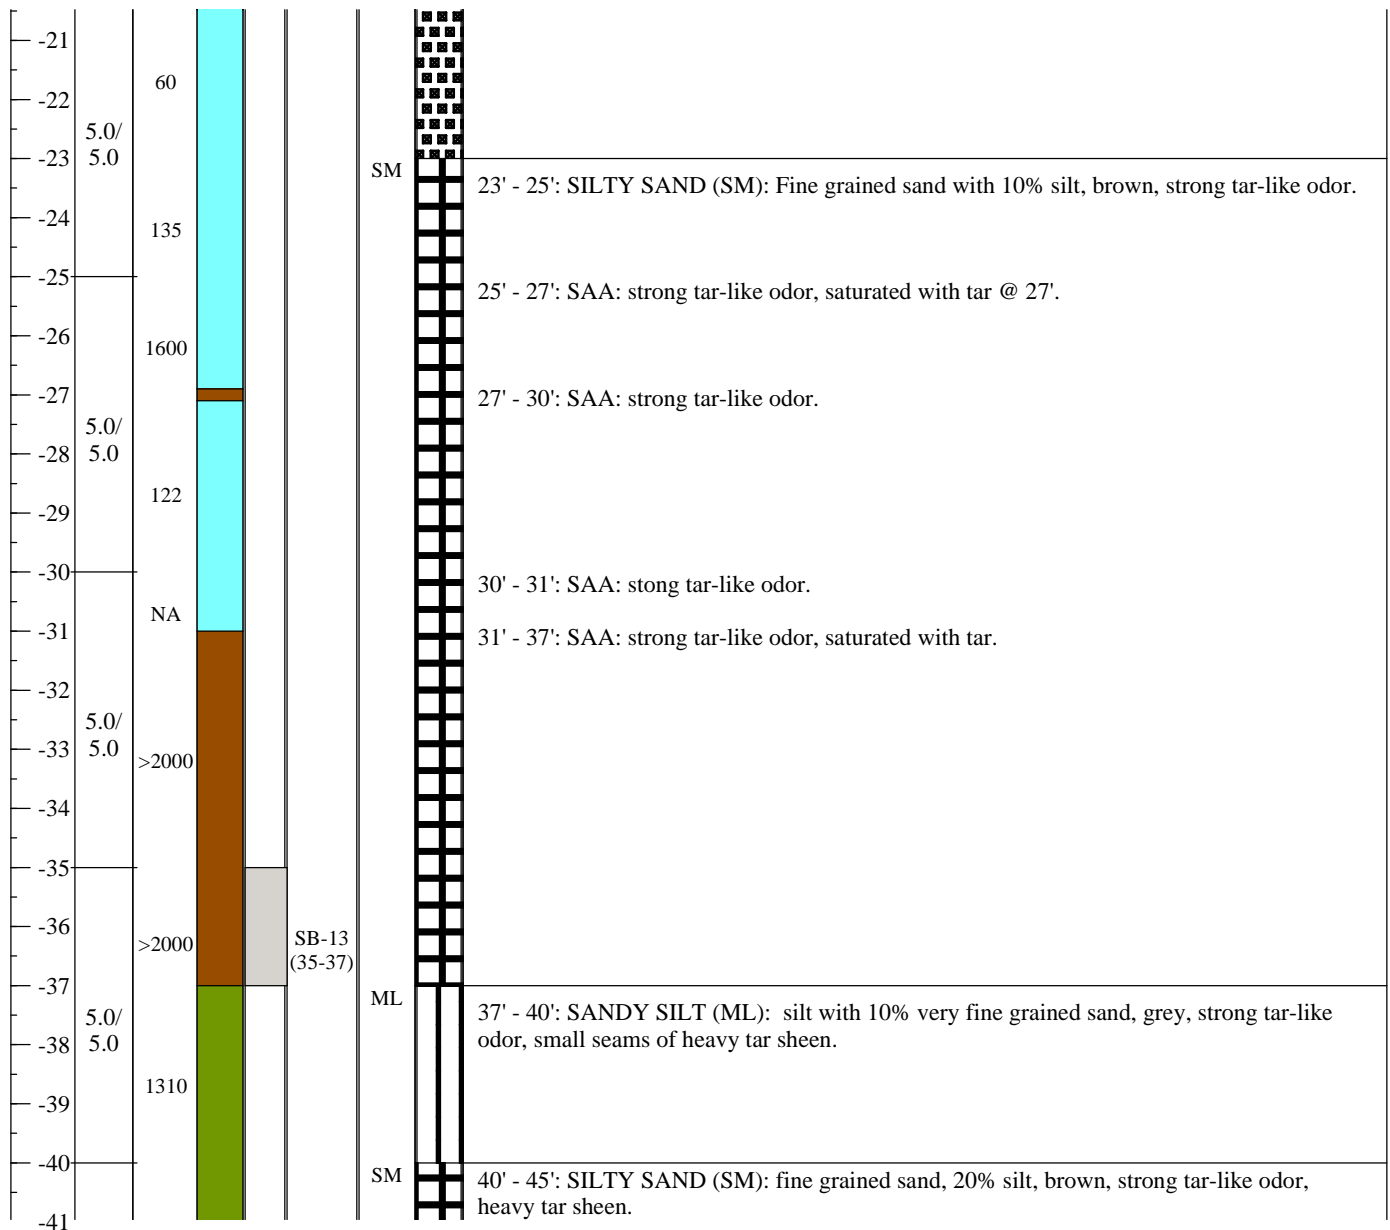 -21
60
-22
5.0/
5.0
-23
SM
23' - 25': SILTY SAND (SM): Fine grained sand with 10% silt, brown, strong tar-like odor.
-24
135
-25
25' - 27': SAA: strong tar-like odor, saturated with tar @ 27'.
-26
1600
-27
27' - 30': SAA: strong tar-like odor.
5.0/
5.0
-28
122
-29
-30
30' - 31': SAA: stong tar-like odor.
NA
-31
31' - 37': SAA: strong tar-like odor, saturated with tar.
-32
5.0/
5.0
-33
>2000
-34
-35
-36
>2000
SB-13
(35-37)
-37
ML
37' - 40': SANDY SILT (ML):  silt with 10% very fine grained sand, grey, strong tar-like
odor, small seams of heavy tar sheen.
5.0/
5.0
-38
1310
-39
-40
SM
40' - 45': SILTY SAND (SM): fine grained sand, 20% silt, brown, strong tar-like odor,
heavy tar sheen.
-41